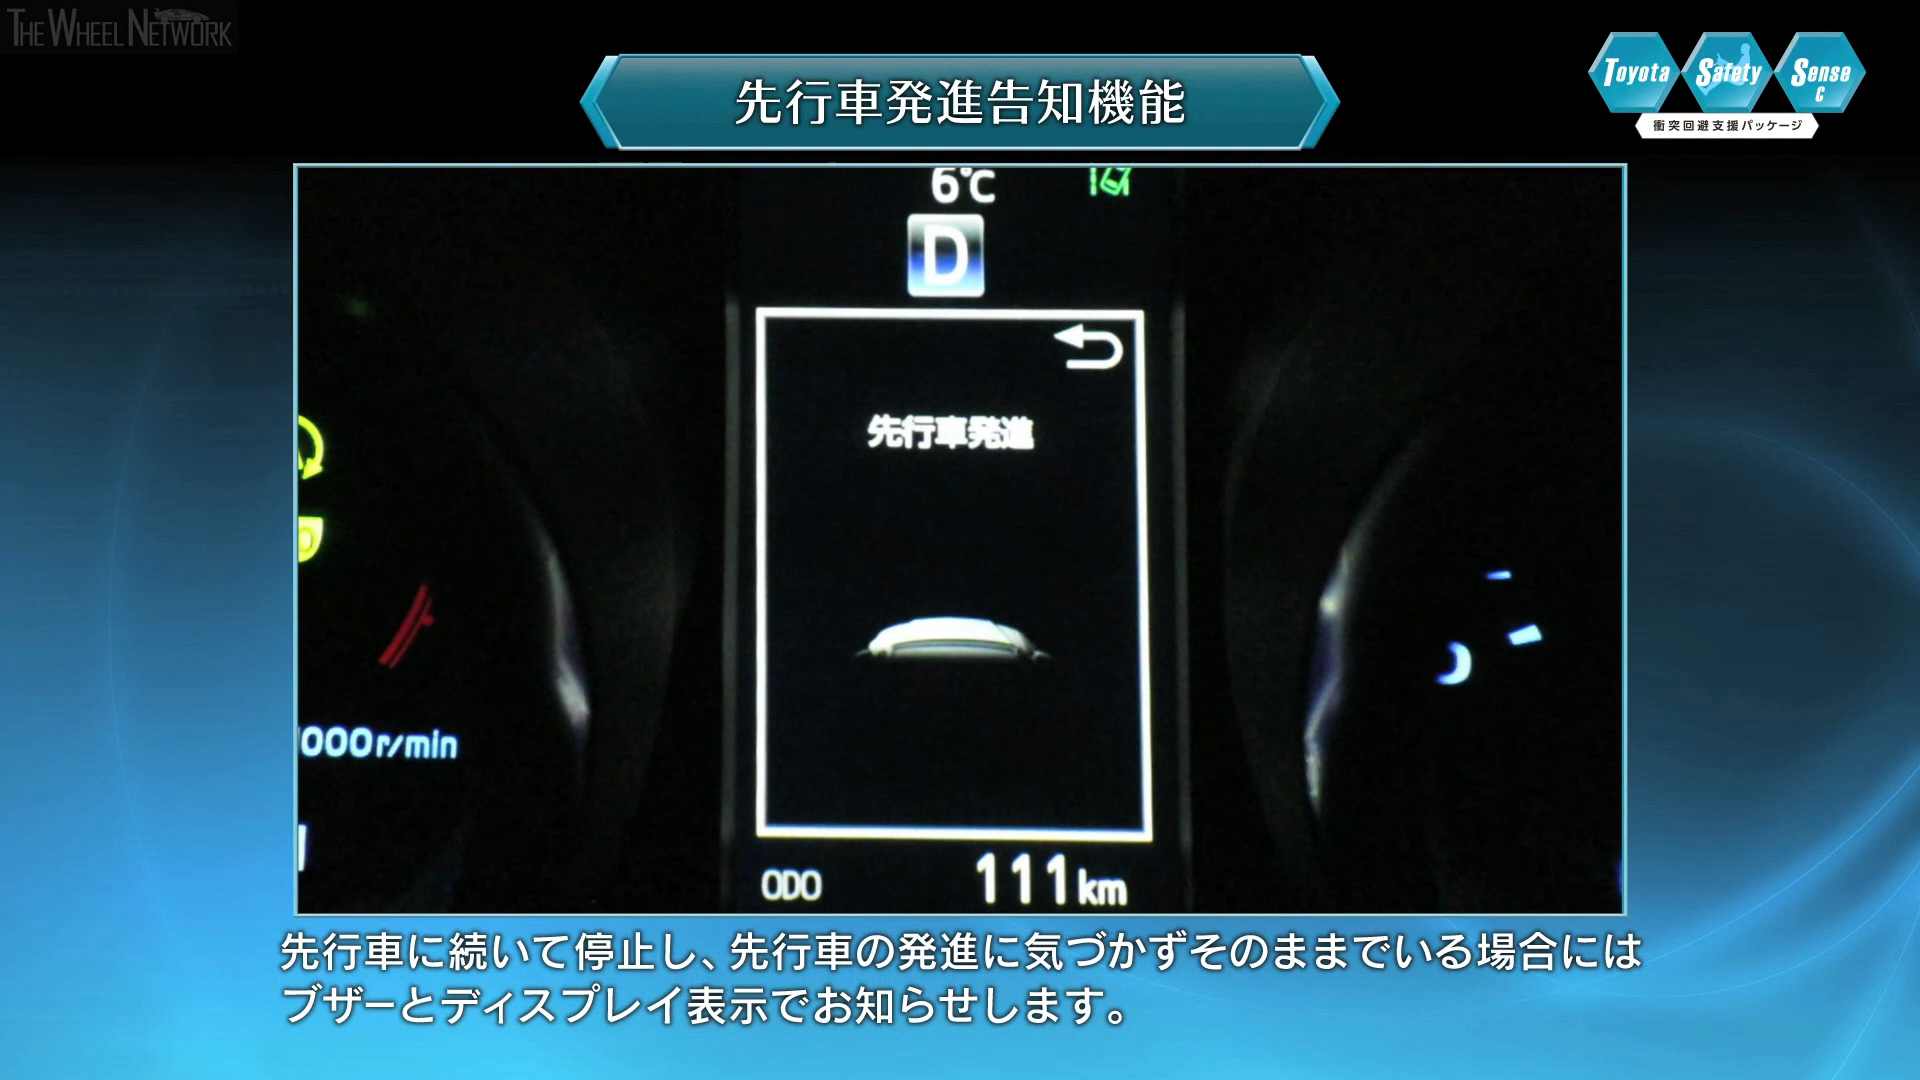 THE WHEEL NETWORK
先行車発進告知機能
Toyota Safety Sense C
衝突回避支援パッケージ
6℃
D
先行車発進
000r/min
ODO 111km
先行車に続いて停止し、先行車の発進に気づかずそのままでいる場合には
ブザーとディスプレイ表示でお知らせします。